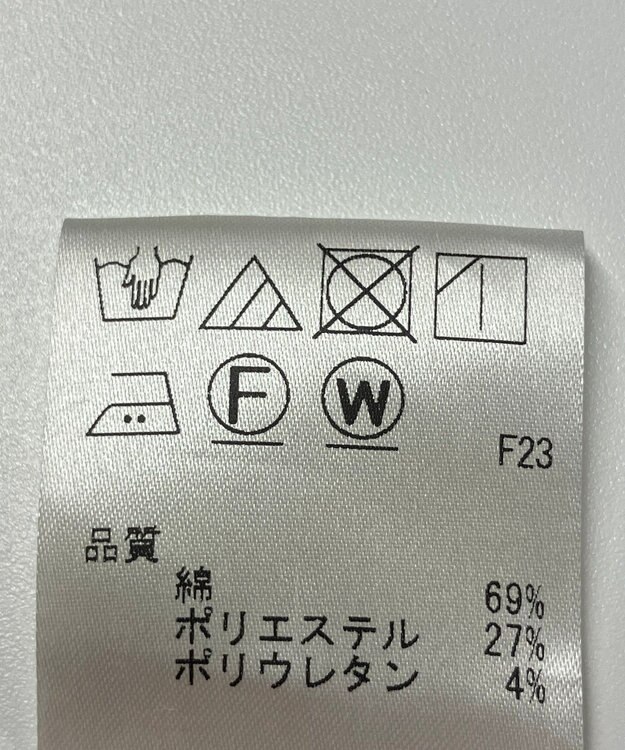 F W
F23
品質
綿 69%
ポリエステル 27%
ポリウレタン 4%